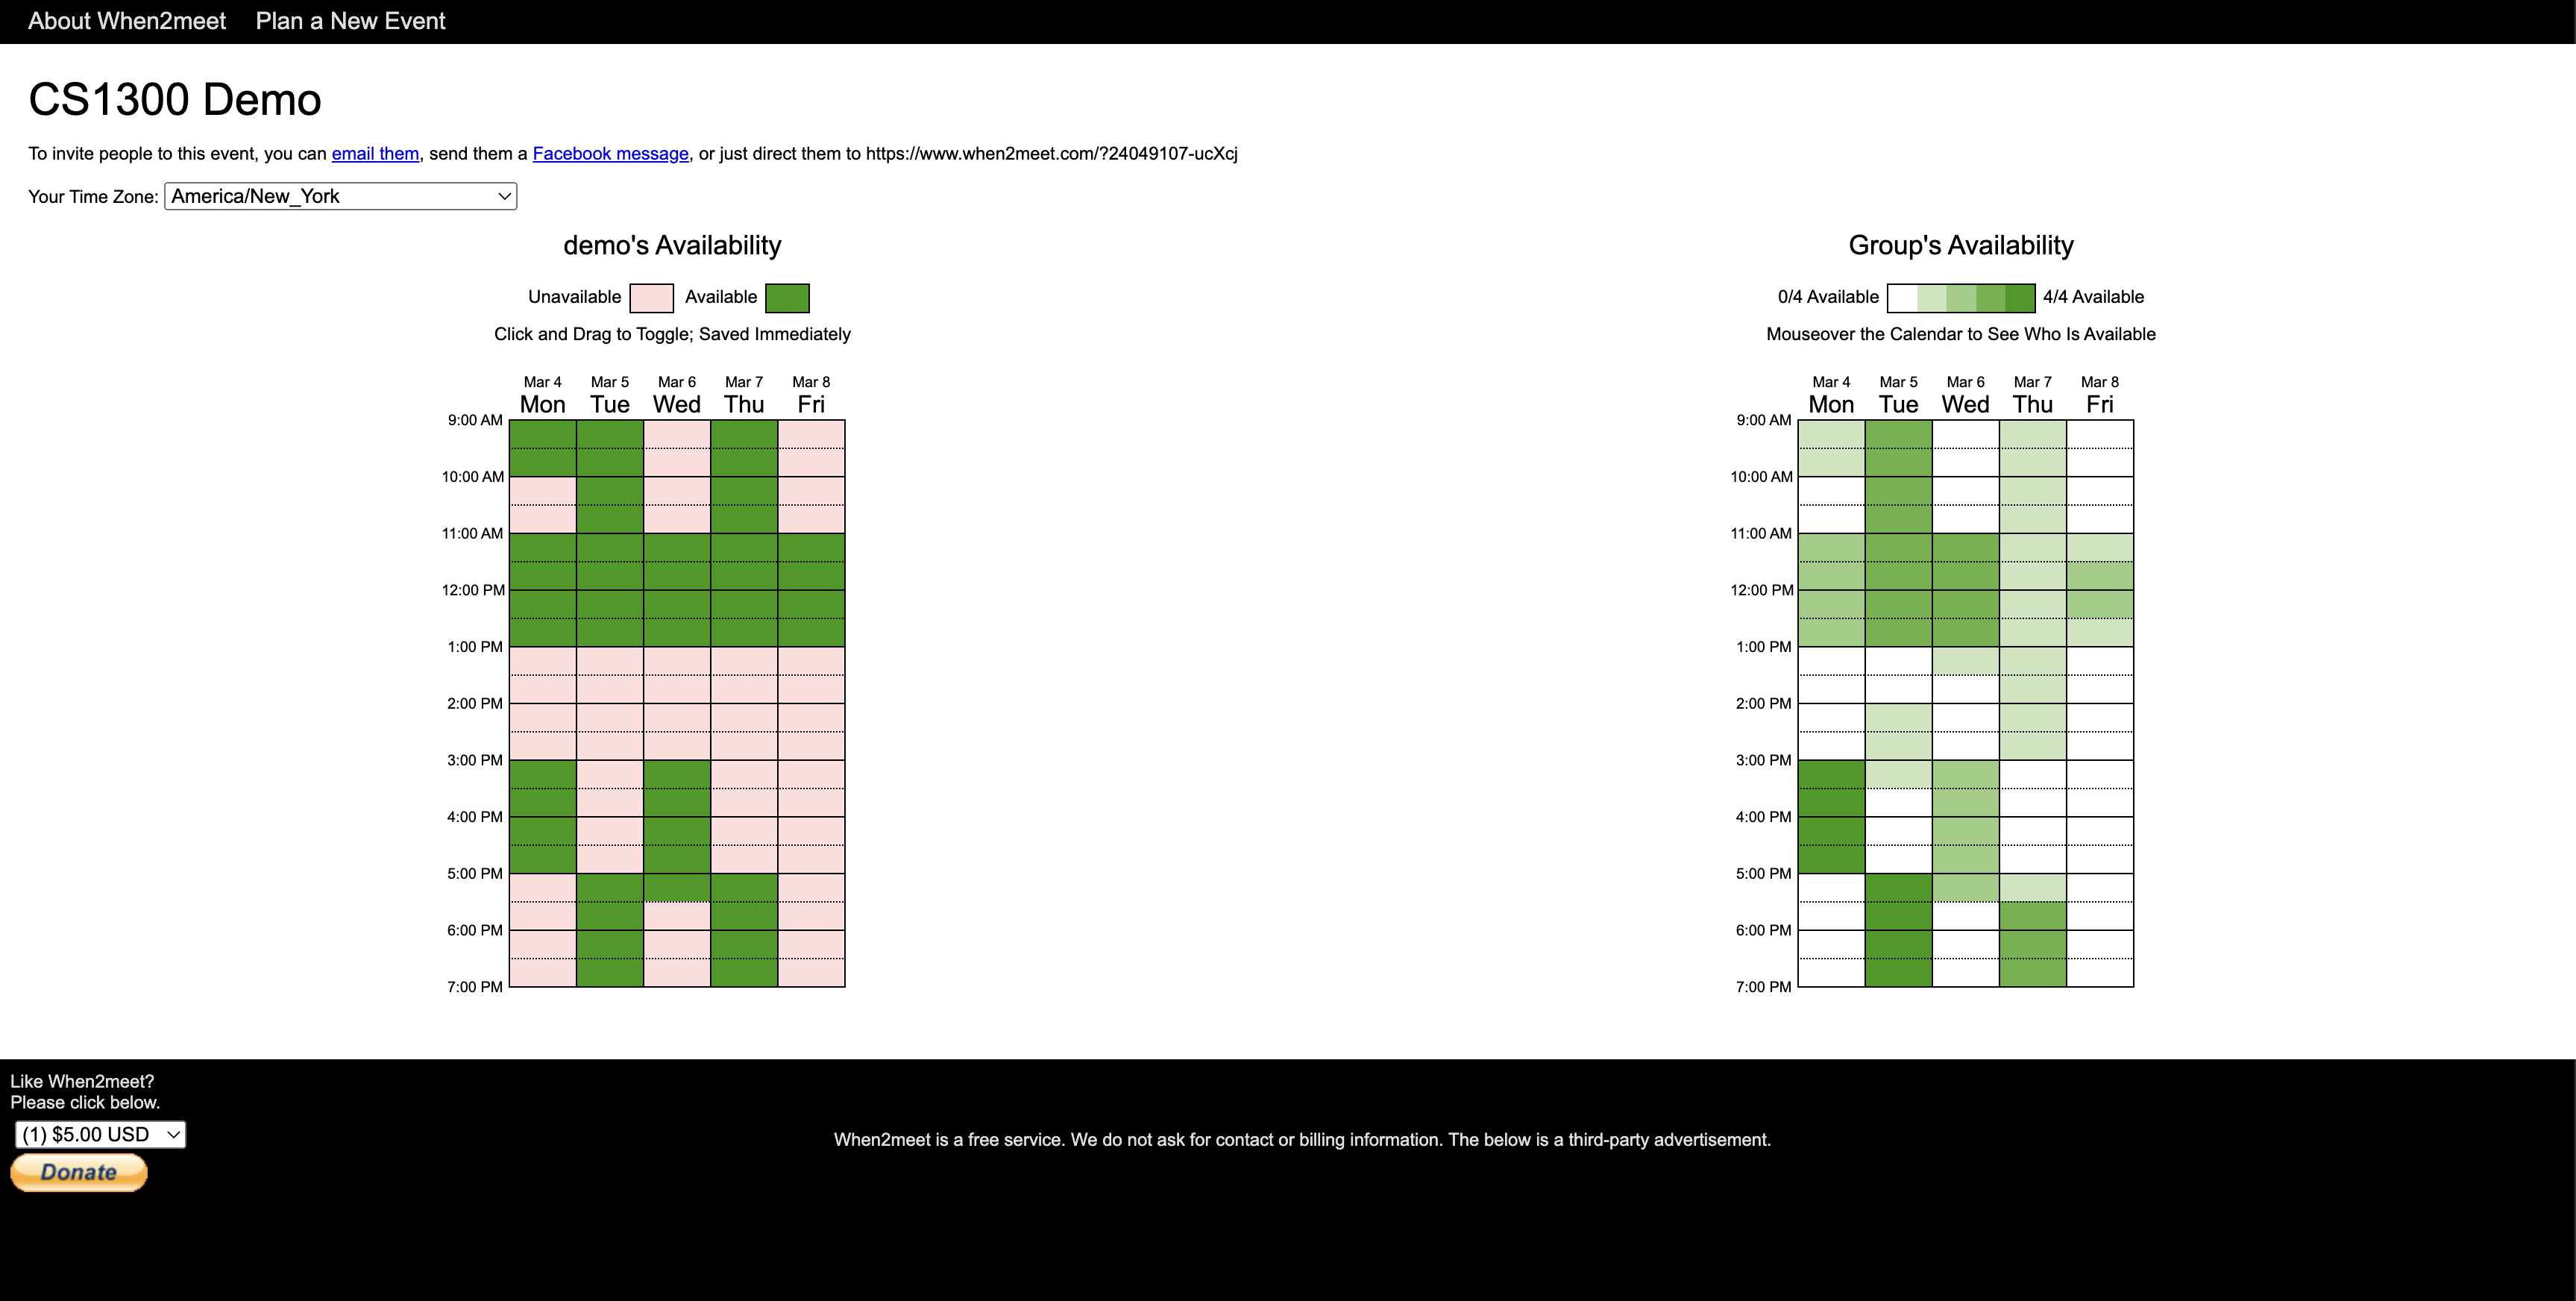 About When2meet Plan a New Event
CS1300 Demo
To invite people to this event, you can email them, send them a Facebook message, or just direct them to https://www.when2meet.com/?24049107-ucXcj
Your Time Zone: America/New_York
demo's Availability
Unavailable Available
Click and Drag to Toggle; Saved Immediately
Mar 4 Mar 5 Mar 6 Mar 7 Mar 8
Mon Tue Wed Thu Fri
9:00 AM
10:00 AM
11:00 AM
12:00 PM
1:00 PM
2:00 PM
3:00 PM
4:00 PM
5:00 PM
6:00 PM
7:00 PM
Group's Availability
0/4 Available 4/4 Available
Mouseover the Calendar to See Who Is Available
Mar 4 Mar 5 Mar 6 Mar 7 Mar 8
Mon Tue Wed Thu Fri
9:00 AM
10:00 AM
11:00 AM
12:00 PM
1:00 PM
2:00 PM
3:00 PM
4:00 PM
5:00 PM
6:00 PM
7:00 PM
Like When2meet?
Please click below.
(1) $5.00 USD
Donate
When2meet is a free service. We do not ask for contact or billing information. The below is a third-party advertisement.